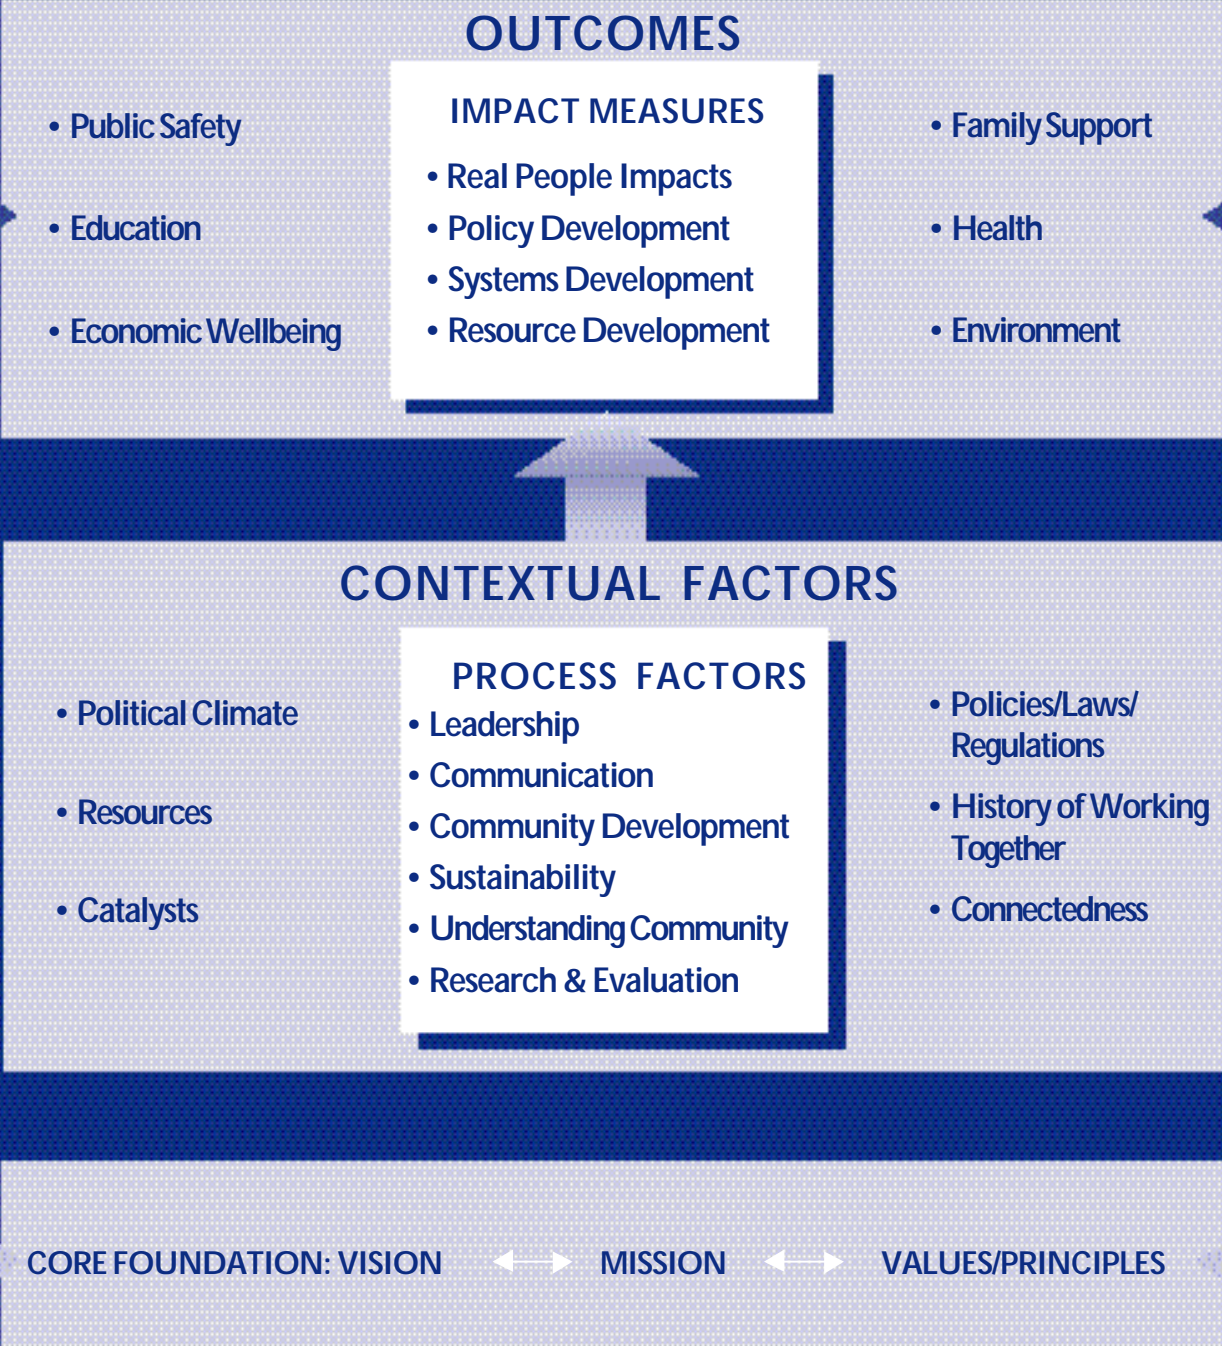 OUTCOMES
• Public Safety
• Education
• Economic Wellbeing
IMPACT MEASURES
• Real People Impacts
• Policy Development
• Systems Development
• Resource Development
• Family Support
• Health
• Environment
CONTEXTUAL FACTORS
• Political Climate
• Resources
• Catalysts
PROCESS FACTORS
• Leadership
• Communication
• Community Development
• Sustainability
• Understanding Community
• Research & Evaluation
• Policies/Laws/
Regulations
• History of Working
Together
• Connectedness
CORE FOUNDATION: VISION
MISSION
VALUES/PRINCIPLES